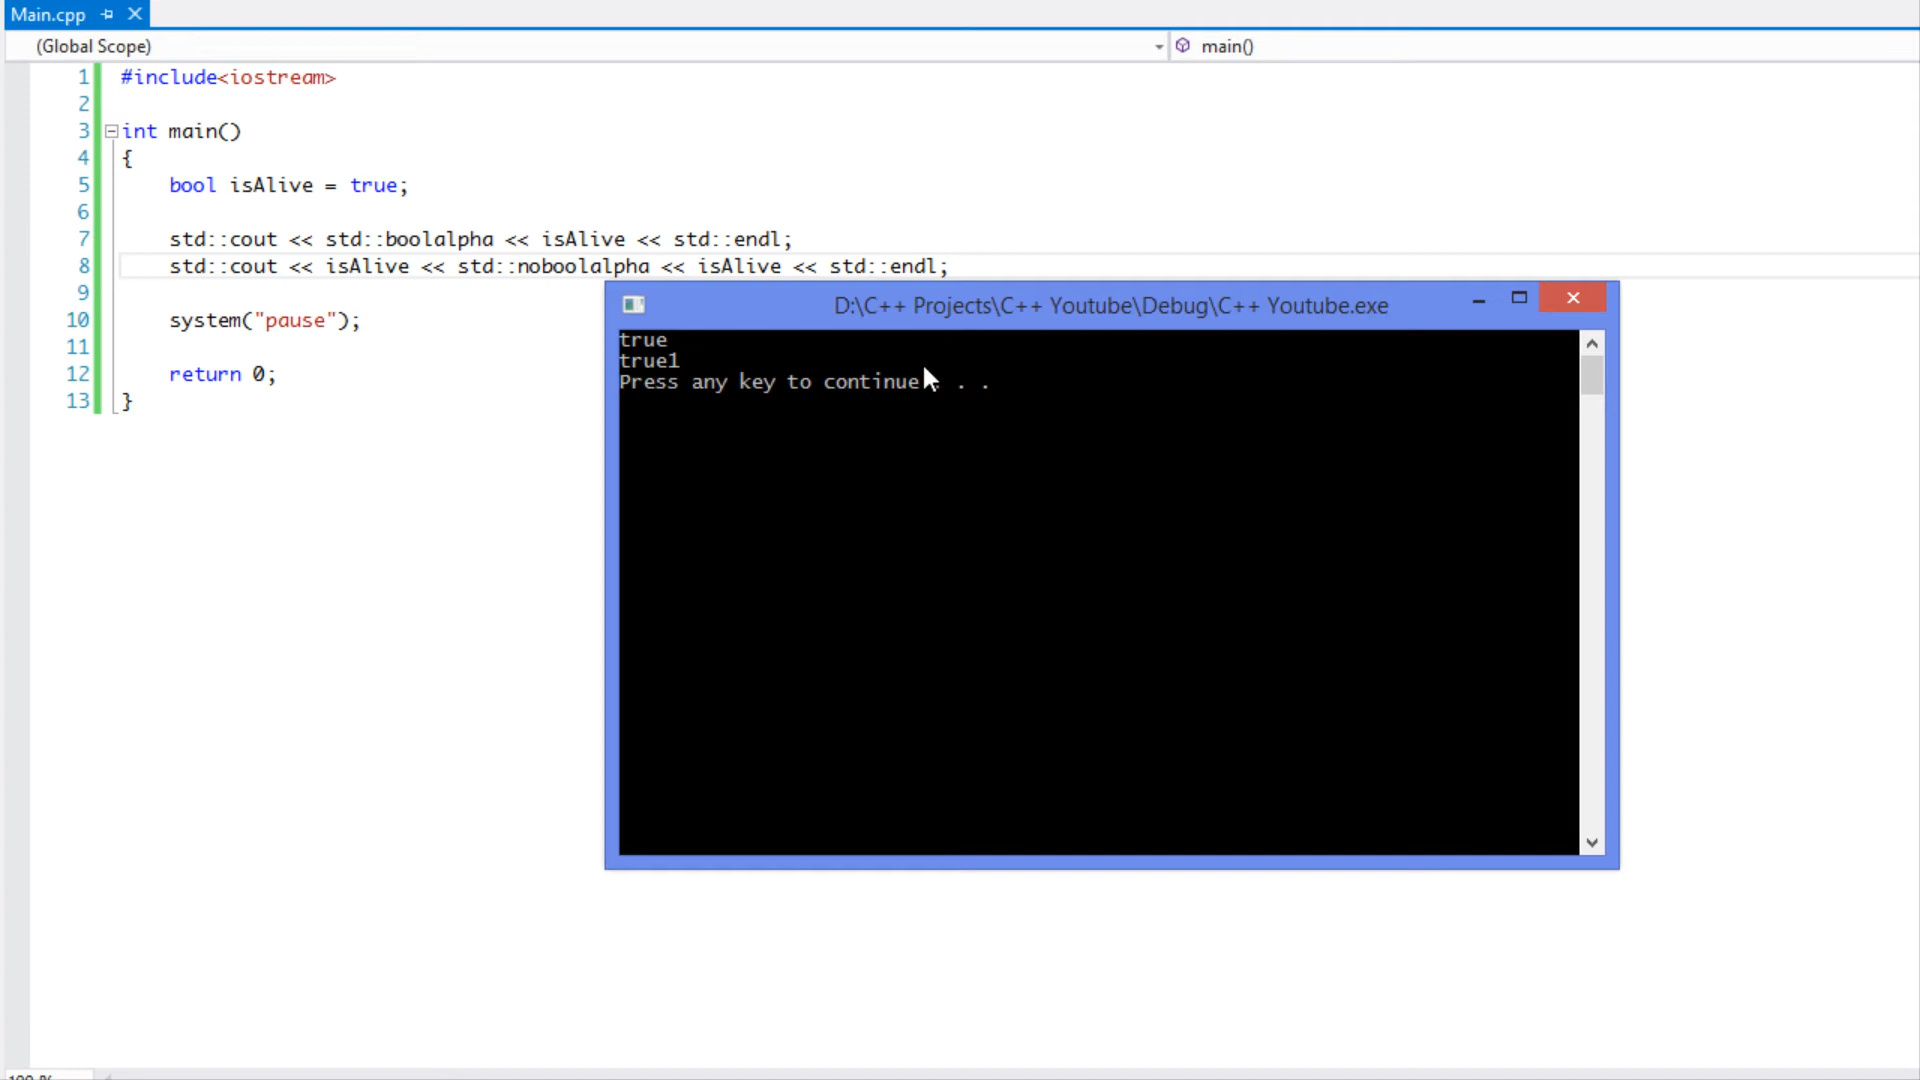 Main.cpp
(Global Scope) main()
1 #include<iostream>
2
3 int main()
4 {
5 bool isAlive = true;
6
7 std::cout << std::boolalpha << isAlive << std::endl;
8 std::cout << isAlive << std::noboolalpha << isAlive << std::endl;
9
10 system("pause");
11
12 return 0;
13 }
D:\C++ Projects\C++ Youtube\Debug\C++ Youtube.exe
true
true1
Press any key to continue . . .